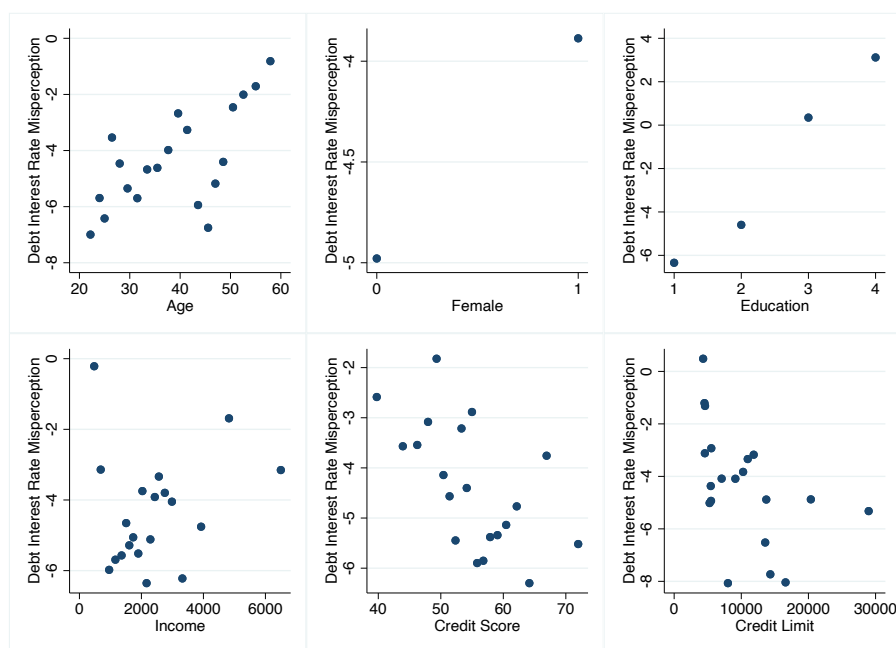 Debt Interest Rate Misperception
0
-2
-4
-6
-8
20 30 40 50 60
Age
Debt Interest Rate Misperception
-4
-4.5
-5
0 1
Female
Debt Interest Rate Misperception
4
2
0
-2
-4
-6
1 2 3 4
Education
Debt Interest Rate Misperception
0
-2
-4
-6
0 2000 4000 6000
Income
Debt Interest Rate Misperception
-2
-3
-4
-5
-6
40 50 60 70
Credit Score
Debt Interest Rate Misperception
0
-2
-4
-6
-8
0 10000 20000 30000
Credit Limit